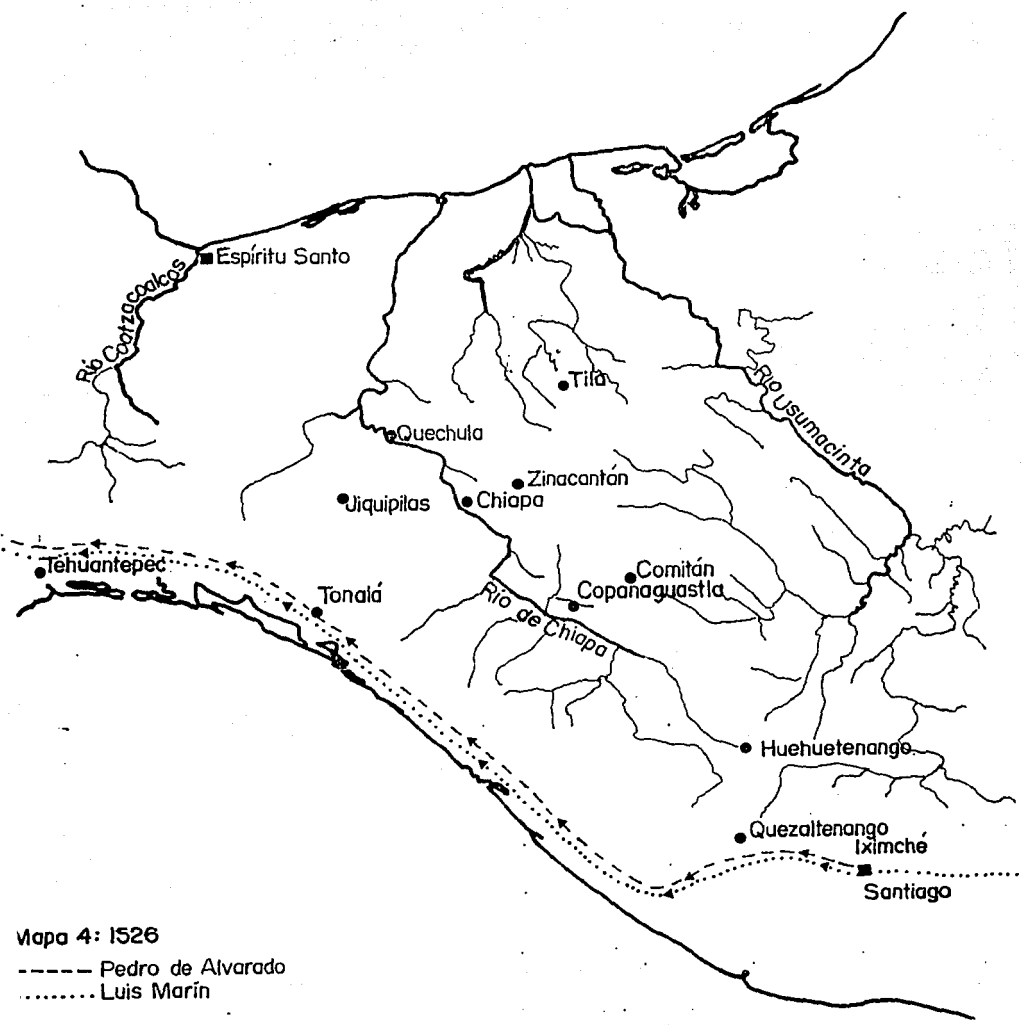 Espíritu Santo
Río Coatzacoalcos
Tilá
Río Usumacinta
Quechula
Zinacantán
Jiquipilas
Chiapa
Tehuantepec
Comitán
Copanaguastla
Tonalá
Río de Chiapa
Huehuetenango
Quezaltenango
Iximché
Santiago
Mapa 4: 1526
Pedro de Alvarado
Luis Marín